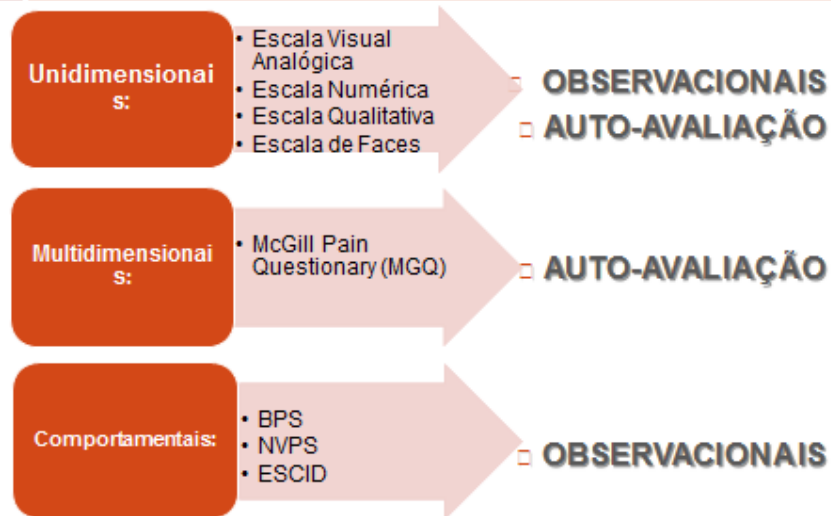 Unidimensionai
s:
• Escala Visual
Analógica
• Escala Numérica
• Escala Qualitativa
• Escala de Faces
OBSERVACIONAIS
AUTO-AVALIAÇÃO
Multidimensionai
s:
• McGill Pain
Questionary (MGQ)
AUTO-AVALIAÇÃO
Comportamentais:
• BPS
• NVPS
• ESCID
OBSERVACIONAIS